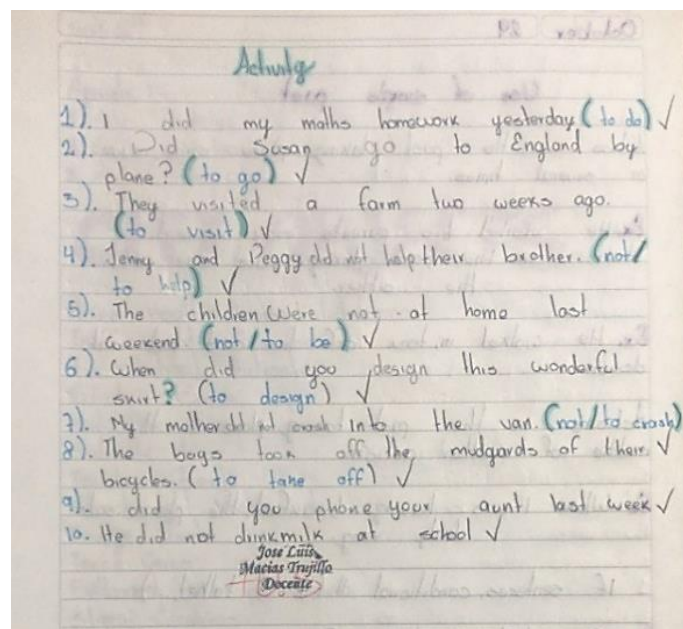 October 24
Activity
1). I did my maths homework yesterday (to do) ✓
2). Did Susan go to England by
plane? (to go) ✓
3). They visited a farm two weeks ago.
(to visit) ✓
4). Jenny and Peggy did not help their brother. (not/
to help) ✓
5). The children were not at home last
weekend (not / to be) ✓
6). When did you design this wonderful
skirt? (to design) ✓
7). My mother did not crash into the van. (not/to crash)
8). The boys took off the mudgards of their ✓
bicycles. (to take off) ✓
9). did you phone your aunt last week ✓
10. He did not drink milk at school ✓
Jose Luis
Macias Trujillo
Docente